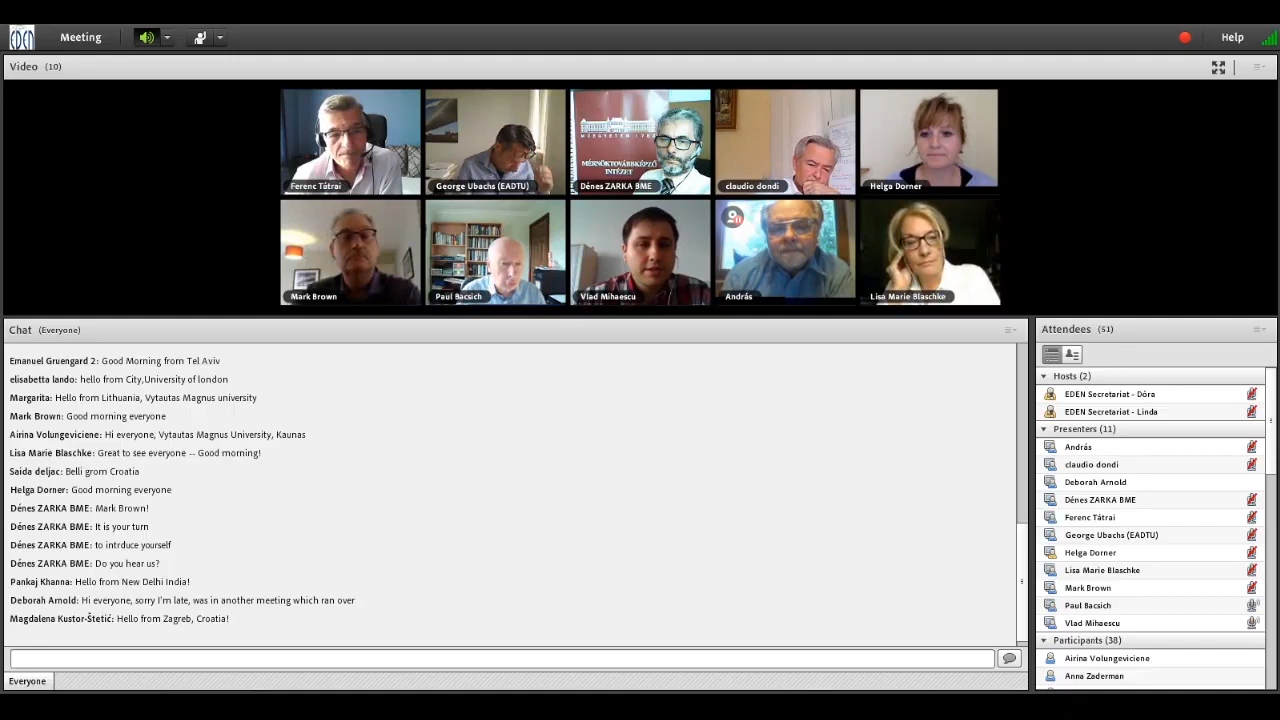 EDEN
Meeting
Help
Video (10)
MŰEGYETEM 1782
MÉRNÖKTOVÁBBKÉPZŐ
INTÉZET
Ferenc Tátrai
George Ubachs (EADTU)
Dénes ZARKA BME
claudio dondi
Helga Dorner
Mark Brown
Paul Bacsich
Vlad Mihaescu
András
Lisa Marie Blaschke
Chat (Everyone)
Emanuel Gruengard 2: Good Morning from Tel Aviv
elisabetta lando: hello from City,University of london
Margarita: Hello from Lithuania, Vytautas Magnus university
Mark Brown: Good morning everyone
Airina Volungeviciene: Hi everyone, Vytautas Magnus University, Kaunas
Lisa Marie Blaschke: Great to see everyone -- Good morning!
Saida deljac: Belli grom Croatia
Helga Dorner: Good morning everyone
Dénes ZARKA BME: Mark Brown!
Dénes ZARKA BME: It is your turn
Dénes ZARKA BME: to intrduce yourself
Dénes ZARKA BME: Do you hear us?
Pankaj Khanna: Hello from New Delhi India!
Deborah Arnold: Hi everyone, sorry I'm late, was in another meeting which ran over
Magdalena Kustor-Štetić: Hello from Zagreb, Croatia!
Everyone
Attendees (51)
Hosts (2)
EDEN Secretariat - Dóra
EDEN Secretariat - Linda
Presenters (11)
András
claudio dondi
Deborah Arnold
Dénes ZARKA BME
Ferenc Tátrai
George Ubachs (EADTU)
Helga Dorner
Lisa Marie Blaschke
Mark Brown
Paul Bacsich
Vlad Mihaescu
Participants (38)
Airina Volungeviciene
Anna Zaderman